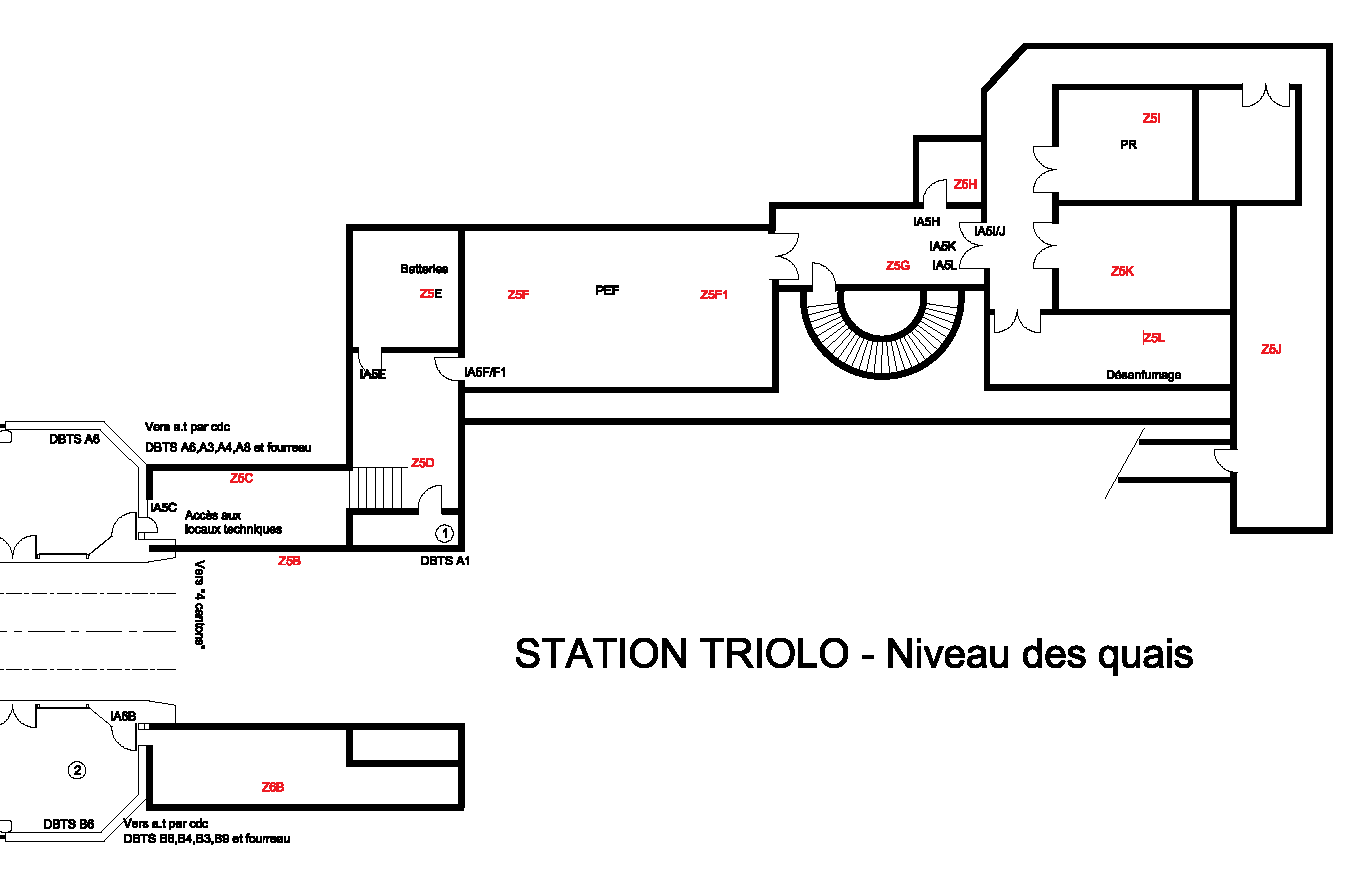 Z5I
PR
Z5H
IA5H
IA5I/J
IA5K
IA5L
Z5G
Z5K
Batteries
Z5E
Z5F
PEF
Z5F1
Z5L
Z5J
Désenfumage
IA5E
IA5F/F1
Vers a.t par cdc
DBTS A6
DBTS A6,A3,A4,A8 et fourreau
Z5D
Z5C
IA5C
Accès aux
locaux techniques
1
Z5B
DBTS A1
Vers "4 cantons"
STATION TRIOLO - Niveau des quais
IA6B
2
Z6B
DBTS B6
Vers a.t par cdc
DBTS B6,B4,B3,B9 et fourreau